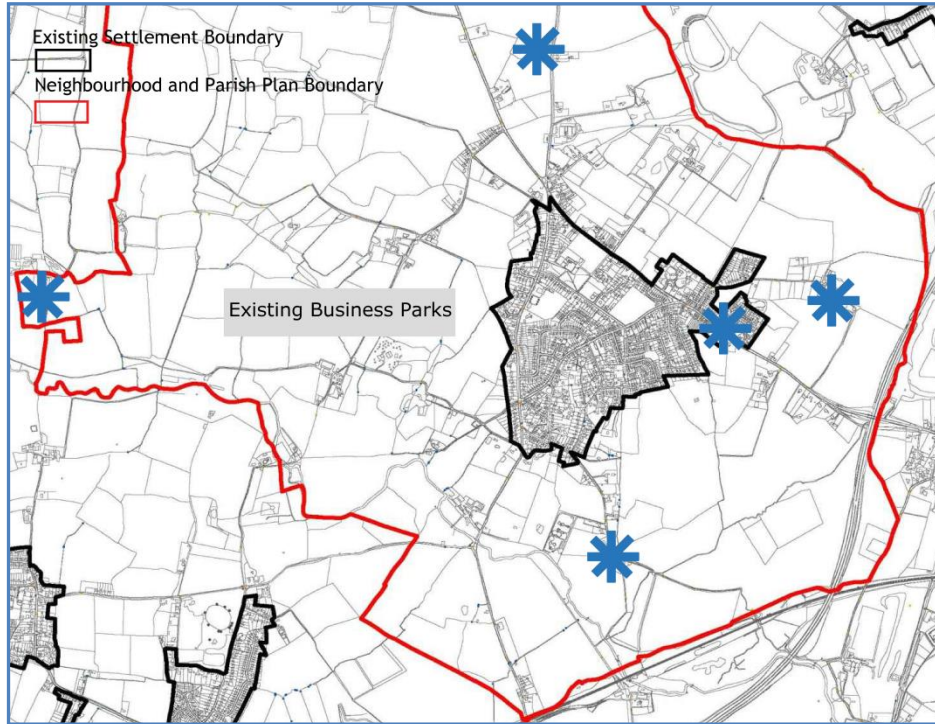 Existing Settlement Boundary
Neighbourhood and Parish Plan Boundary
Existing Business Parks